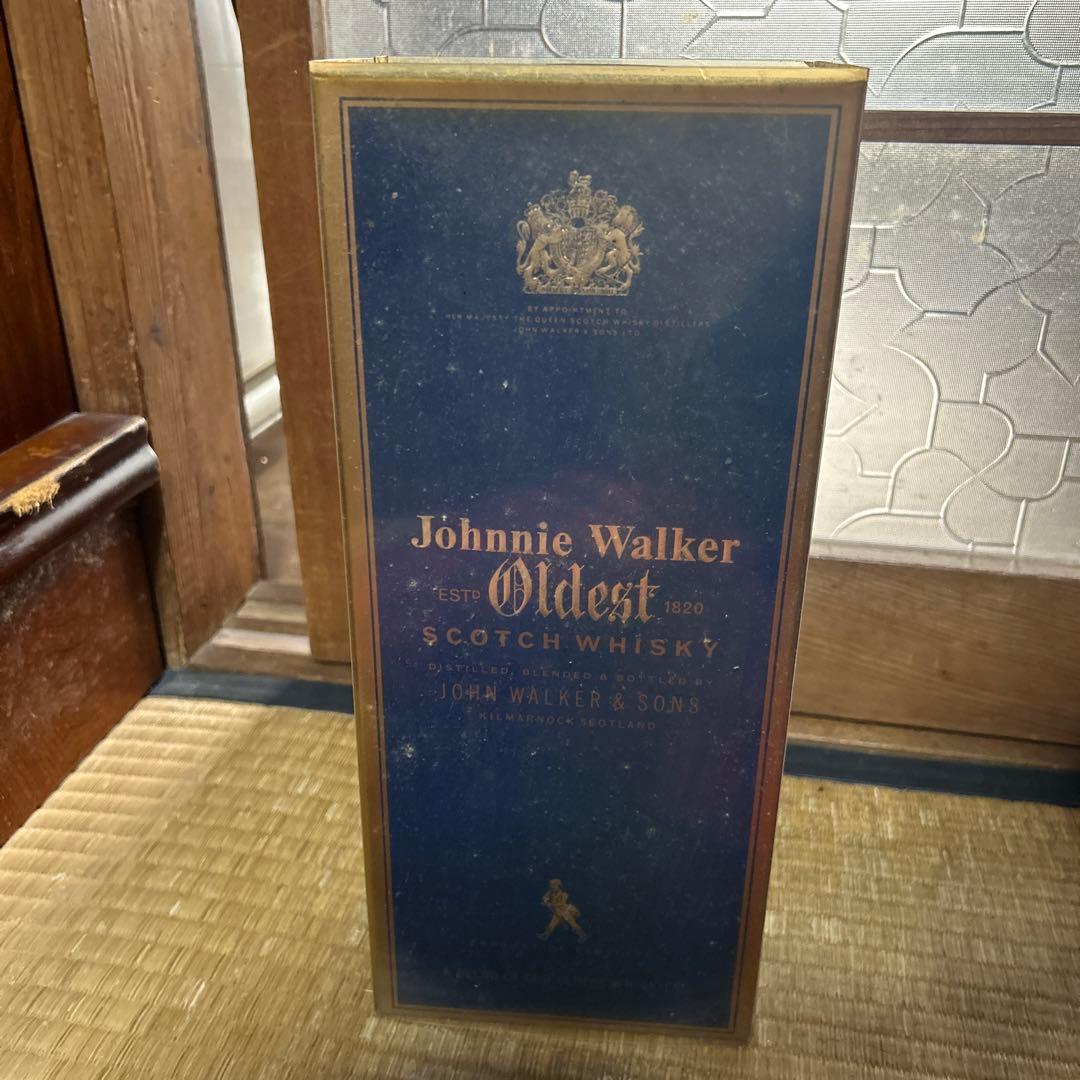 BY APPOINTMENT TO
HER MAJESTY THE QUEEN SCOTCH WHISKY DISTILLERS
JOHN WALKER & SONS LTD
Johnnie Walker
ESTD Oldest 1820
SCOTCH WHISKY
DISTILLED, BLENDED & BOTTLED BY
JOHN WALKER & SONS
KILMARNOCK SCOTLAND